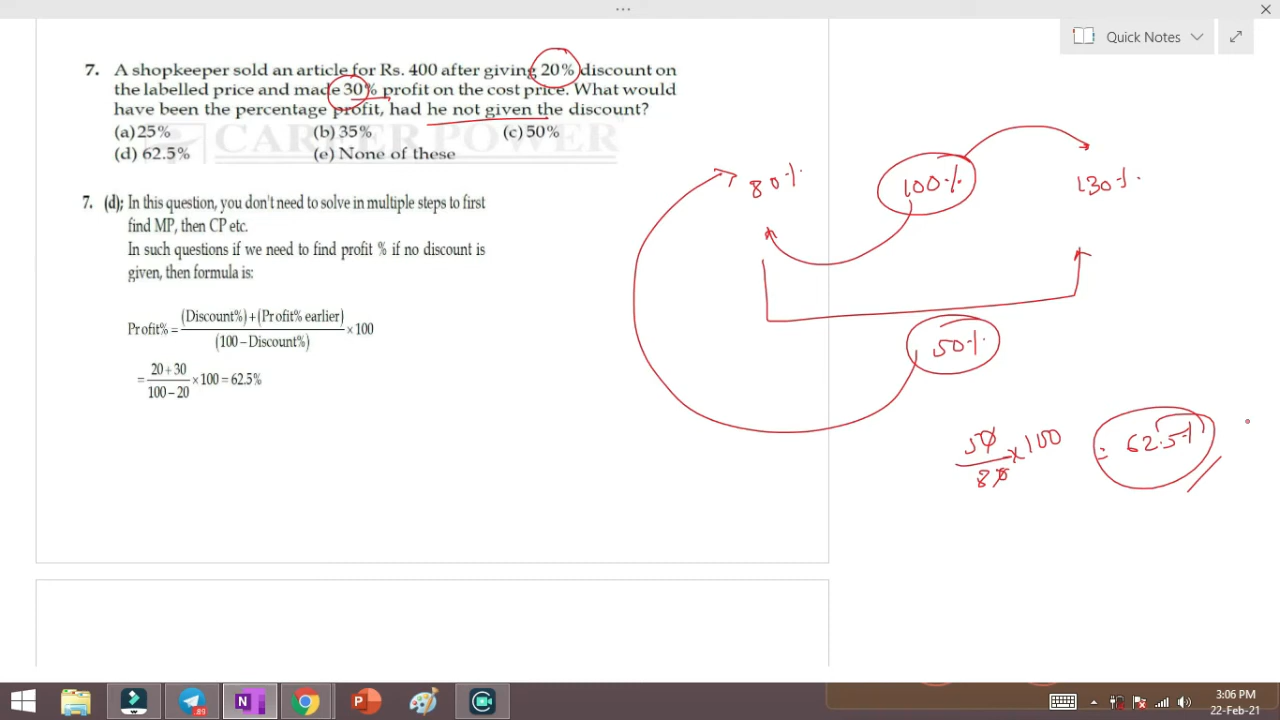 Quick Notes
7. A shopkeeper sold an article for Rs. 400 after giving 20% discount on
the labelled price and made 30% profit on the cost price. What would
have been the percentage profit, had he not given the discount?
(a) 25% (b) 35% (c) 50%
(d) 62.5% (e) None of these
CAREER POWER
7. (d); In this question, you don't need to solve in multiple steps to first
find MP, then CP etc.
In such questions if we need to find profit % if no discount is
given, then formula is:
Profit% = (Discount%)+(Profit% earlier) / (100 – Discount%) × 100
= 20+30 / 100–20 × 100 = 62.5%
80% 100% 130%
50%
50/80 × 100 = 62.5%
89
3:06 PM
22-Feb-21